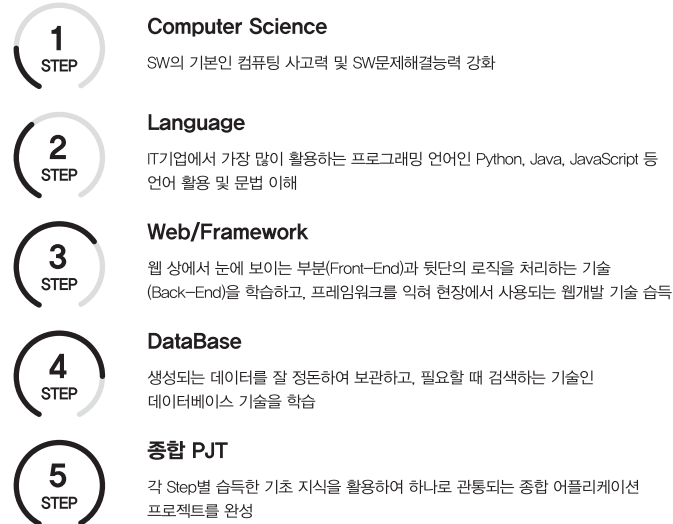 1
STEP
Computer Science
SW의 기본인 컴퓨팅 사고력 및 SW문제해결능력 강화
2
STEP
Language
IT기업에서 가장 많이 활용하는 프로그래밍 언어인 Python, Java, JavaScript 등
언어 활용 및 문법 이해
3
STEP
Web/Framework
웹 상에서 눈에 보이는 부분(Front-End)과 뒷단의 로직을 처리하는 기술
(Back-End)을 학습하고, 프레임워크를 익혀 현장에서 사용되는 웹개발 기술 습득
4
STEP
DataBase
생성되는 데이터를 잘 정돈하여 보관하고, 필요할 때 검색하는 기술인
데이터베이스 기술을 학습
5
STEP
종합 PJT
각 Step별 습득한 기초 지식을 활용하여 하나로 관통되는 종합 어플리케이션
프로젝트를 완성